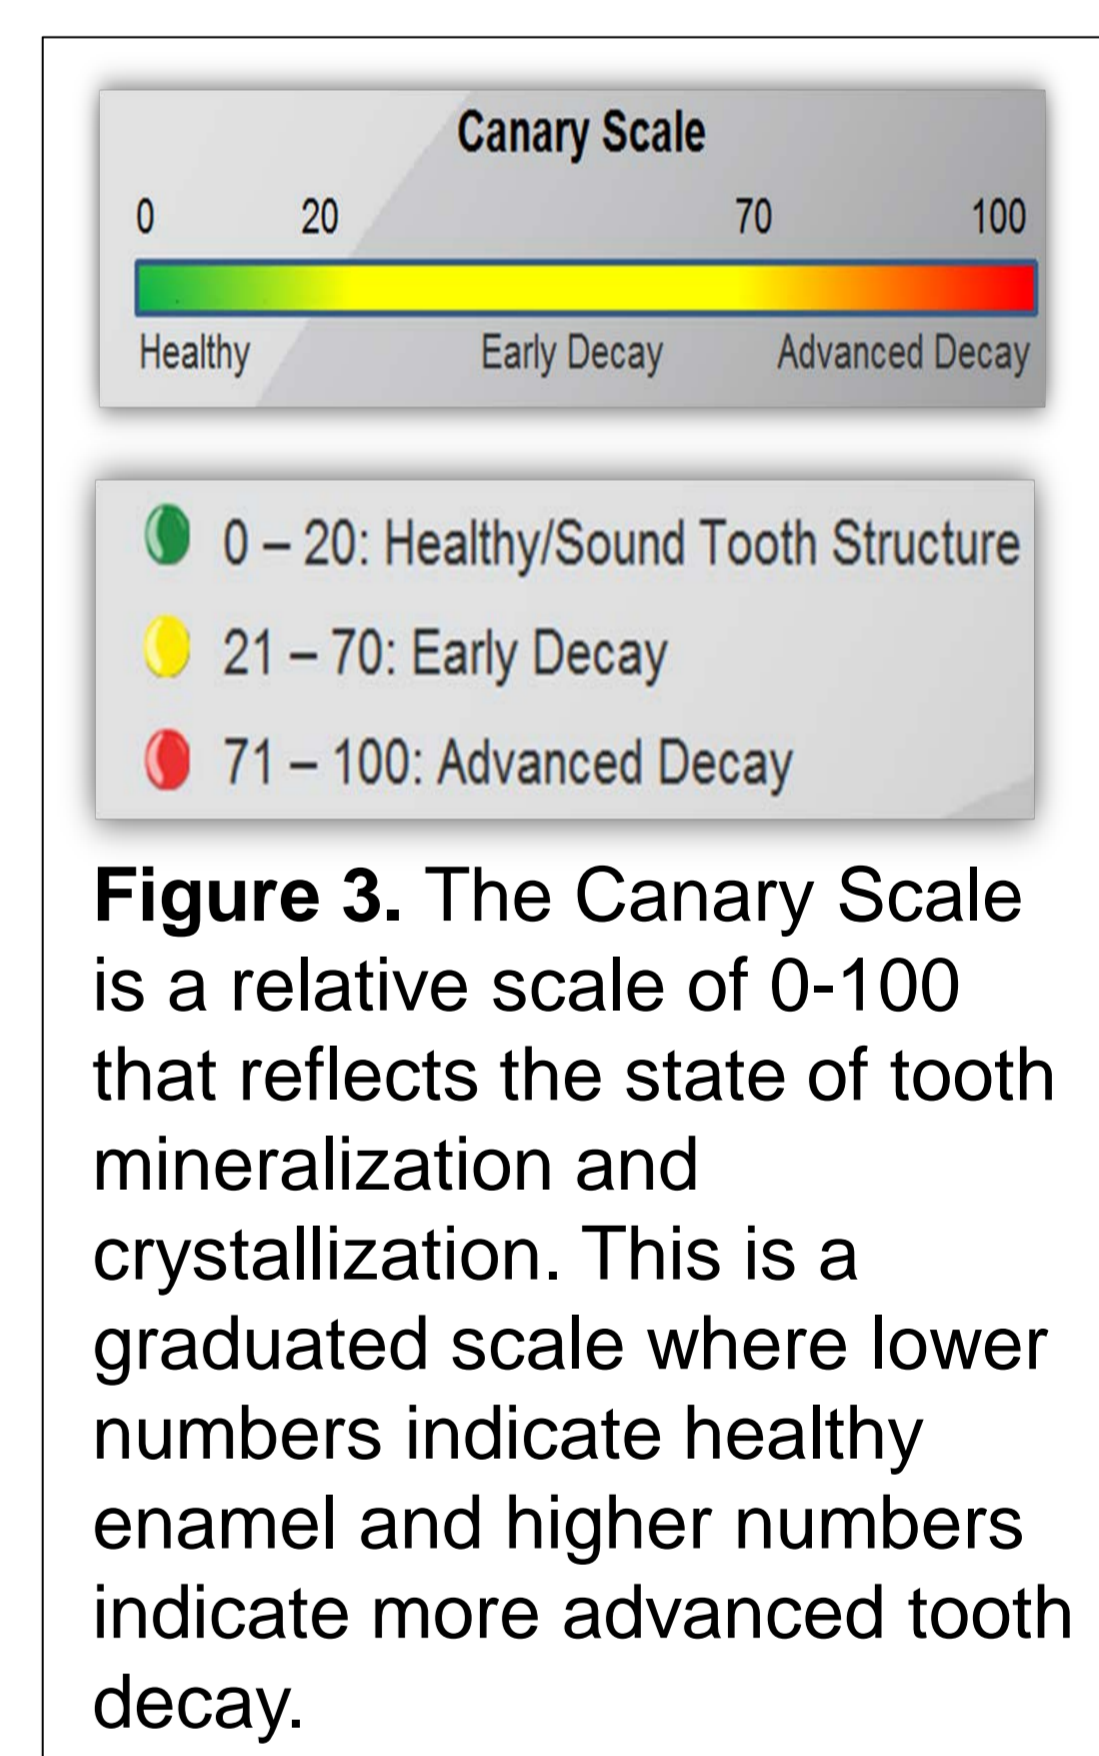 Canary Scale
0 20 70 100
Healthy Early Decay Advanced Decay
0 – 20: Healthy/Sound Tooth Structure
21 – 70: Early Decay
71 – 100: Advanced Decay
Figure 3. The Canary Scale
is a relative scale of 0-100
that reflects the state of tooth
mineralization and
crystallization. This is a
graduated scale where lower
numbers indicate healthy
enamel and higher numbers
indicate more advanced tooth
decay.